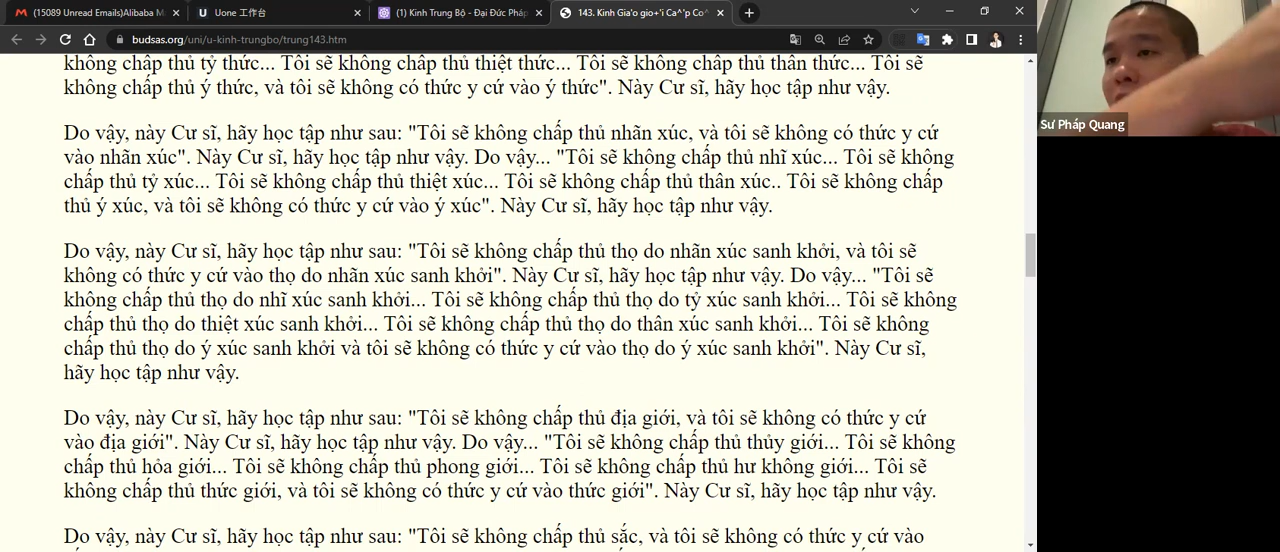 (15089 Unread Emails)Alibaba M
Uone 工作台
(1) Kinh Trung Bộ - Đại Đức Pháp
143. Kinh Gia'o gio+'i Ca^'p Co^
budsas.org/uni/u-kinh-trungbo/trung143.htm
không chấp thủ tỷ thức... Tôi sẽ không chấp thủ thiệt thức... Tôi sẽ không chấp thủ thân thức... Tôi sẽ
không chấp thủ ý thức, và tôi sẽ không có thức y cứ vào ý thức". Này Cư sĩ, hãy học tập như vậy.
Do vậy, này Cư sĩ, hãy học tập như sau: "Tôi sẽ không chấp thủ nhãn xúc, và tôi sẽ không có thức y cứ
vào nhãn xúc". Này Cư sĩ, hãy học tập như vậy. Do vậy... "Tôi sẽ không chấp thủ nhĩ xúc... Tôi sẽ không
chấp thủ tỷ xúc... Tôi sẽ không chấp thủ thiệt xúc... Tôi sẽ không chấp thủ thân xúc.. Tôi sẽ không chấp
thủ ý xúc, và tôi sẽ không có thức y cứ vào ý xúc". Này Cư sĩ, hãy học tập như vậy.
Do vậy, này Cư sĩ, hãy học tập như sau: "Tôi sẽ không chấp thủ thọ do nhãn xúc sanh khởi, và tôi sẽ
không có thức y cứ vào thọ do nhãn xúc sanh khởi". Này Cư sĩ, hãy học tập như vậy. Do vậy... "Tôi sẽ
không chấp thủ thọ do nhĩ xúc sanh khởi... Tôi sẽ không chấp thủ thọ do tỷ xúc sanh khởi... Tôi sẽ không
chấp thủ thọ do thiệt xúc sanh khởi... Tôi sẽ không chấp thủ thọ do thân xúc sanh khởi... Tôi sẽ không
chấp thủ thọ do ý xúc sanh khởi và tôi sẽ không có thức y cứ vào thọ do ý xúc sanh khởi". Này Cư sĩ,
hãy học tập như vậy.
Do vậy, này Cư sĩ, hãy học tập như sau: "Tôi sẽ không chấp thủ địa giới, và tôi sẽ không có thức y cứ
vào địa giới". Này Cư sĩ, hãy học tập như vậy. Do vậy... "Tôi sẽ không chấp thủ thủy giới... Tôi sẽ không
chấp thủ hỏa giới... Tôi sẽ không chấp thủ phong giới... Tôi sẽ không chấp thủ hư không giới... Tôi sẽ
không chấp thủ thức giới, và tôi sẽ không có thức y cứ vào thức giới". Này Cư sĩ, hãy học tập như vậy.
Do vậy, này Cư sĩ, hãy học tập như sau: "Tôi sẽ không chấp thủ sắc, và tôi sẽ không có thức y cứ vào
Sư Pháp Quang